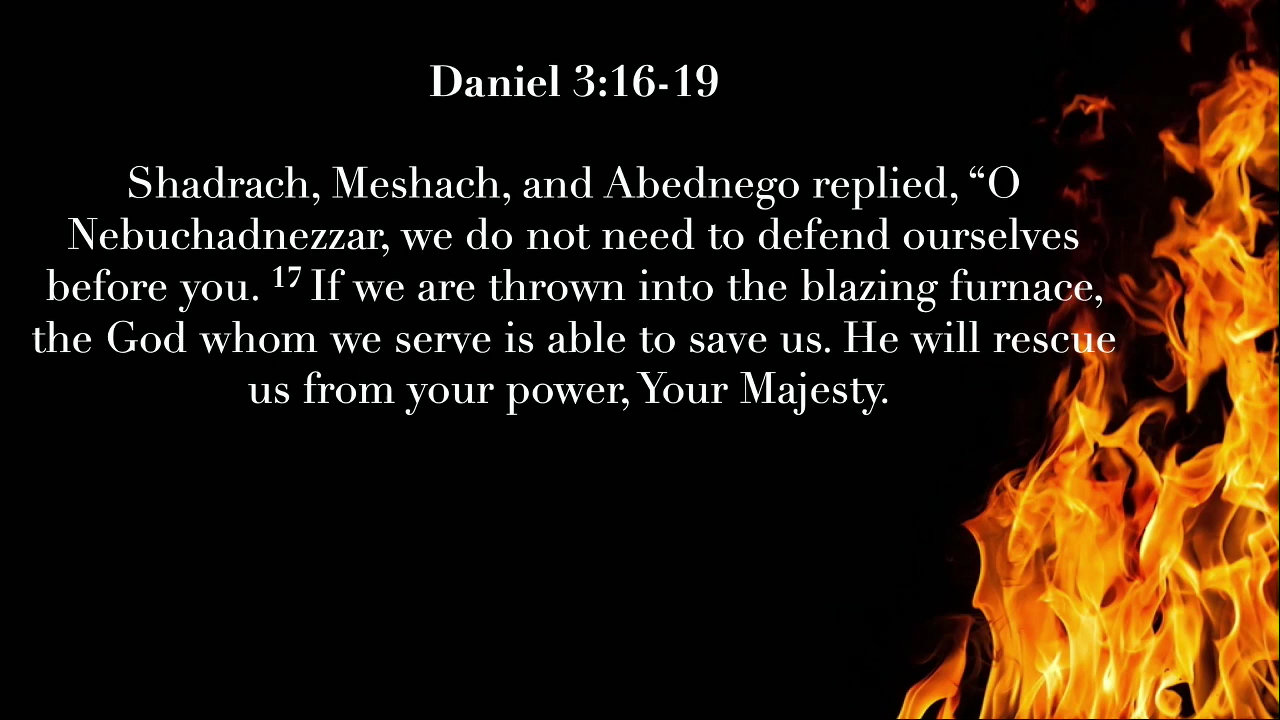 Daniel 3:16-19
Shadrach, Meshach, and Abednego replied, “O
Nebuchadnezzar, we do not need to defend ourselves
before you. ¹⁷ If we are thrown into the blazing furnace,
the God whom we serve is able to save us. He will rescue
us from your power, Your Majesty.